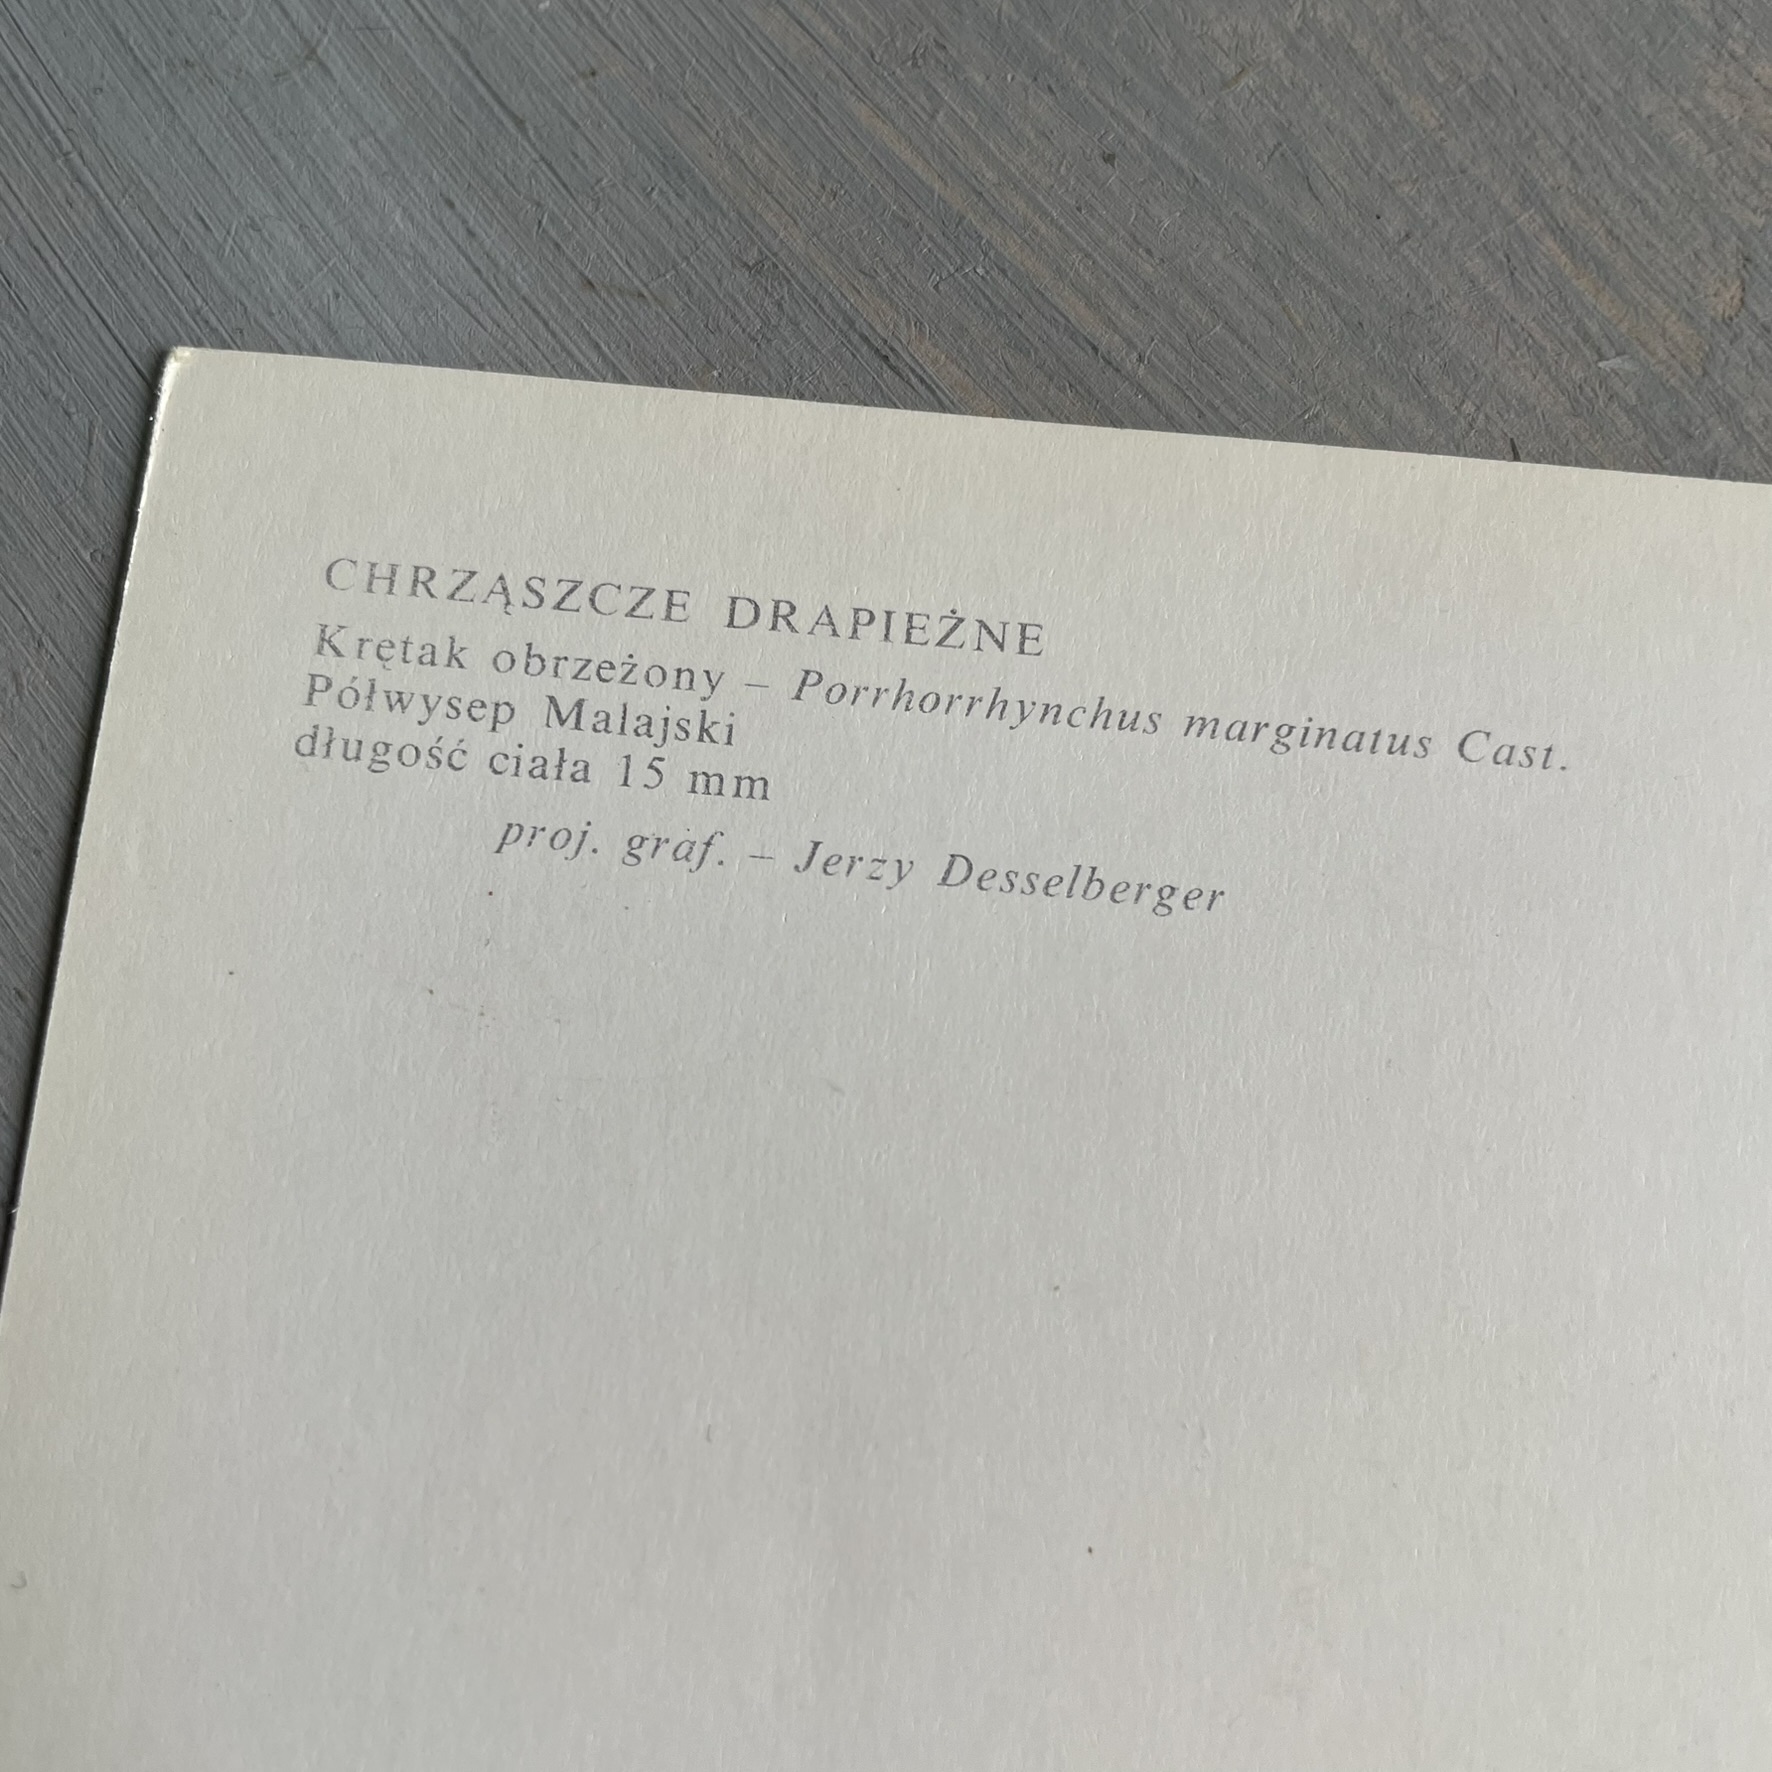 CHRZĄSZCZE DRAPIEŻNE
Krętak obrzeżony – Porrhorrhynchus marginatus Cast.
Półwysep Malajski
długość ciała 15 mm
proj. graf. – Jerzy Desselberger